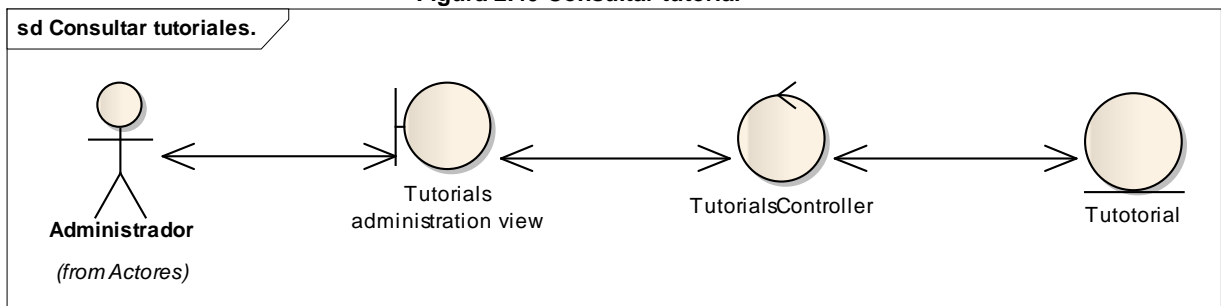 sd Consultar tutoriales.
Tutorials
administration view
TutorialsController
Tutotorial
Administrador
(from Actores)